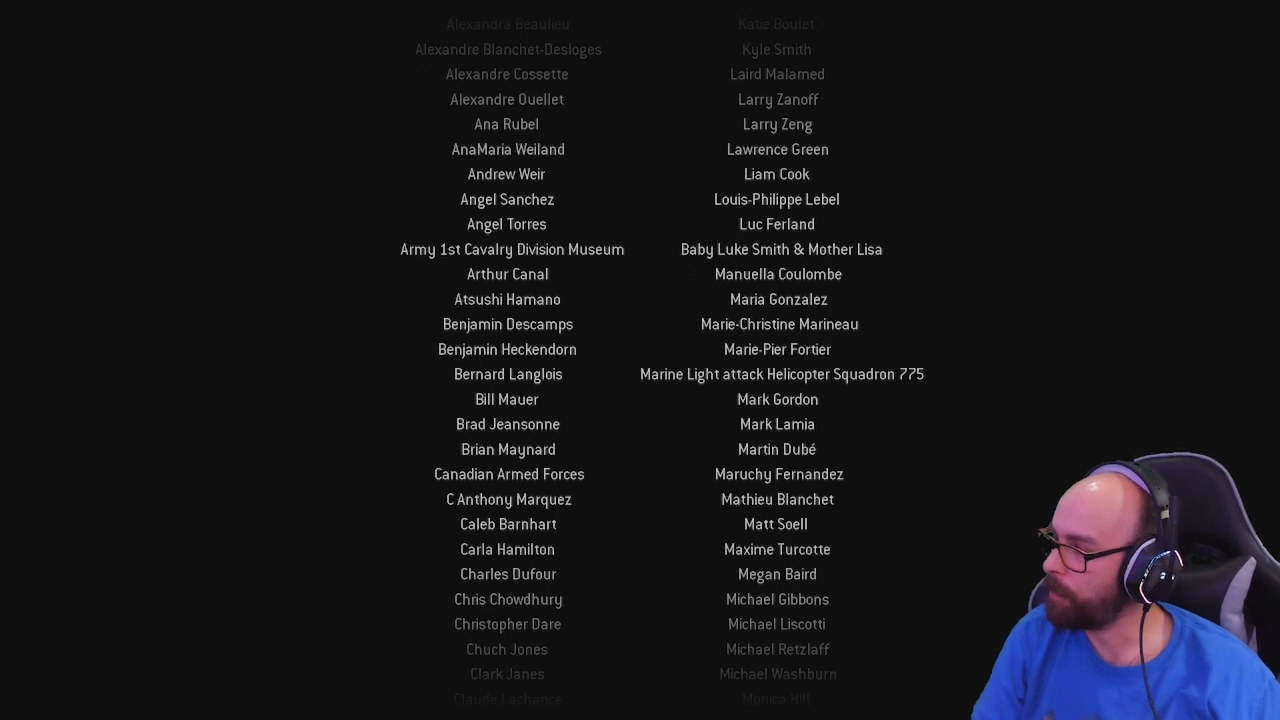 Alexandra Beaulieu
Alexandre Blanchet-Desloges
Alexandre Cossette
Alexandre Ouellet
Ana Rubel
AnaMaria Weiland
Andrew Weir
Angel Sanchez
Angel Torres
Army 1st Cavalry Division Museum
Arthur Canal
Atsushi Hamano
Benjamin Descamps
Benjamin Heckendorn
Bernard Langlois
Bill Mauer
Brad Jeansonne
Brian Maynard
Canadian Armed Forces
C Anthony Marquez
Caleb Barnhart
Carla Hamilton
Charles Dufour
Chris Chowdhury
Christopher Dare
Chuch Jones
Clark Janes
Claude Lachance
Katie Boulet
Kyle Smith
Laird Malamed
Larry Zanoff
Larry Zeng
Lawrence Green
Liam Cook
Louis-Philippe Lebel
Luc Ferland
Baby Luke Smith & Mother Lisa
Manuella Coulombe
Maria Gonzalez
Marie-Christine Marineau
Marie-Pier Fortier
Marine Light attack Helicopter Squadron 775
Mark Gordon
Mark Lamia
Martin Dubé
Maruchy Fernandez
Mathieu Blanchet
Matt Soell
Maxime Turcotte
Megan Baird
Michael Gibbons
Michael Liscotti
Michael Retzlaff
Michael Washburn
Monica Hill